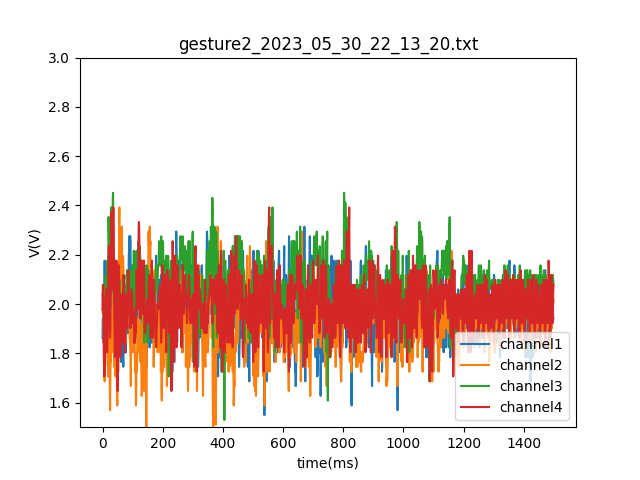 gesture2_2023_05_30_22_13_20.txt
3.0
2.8
2.6
2.4
2.2
2.0
1.8
1.6
V(V)
channel1
channel2
channel3
channel4
0 200 400 600 800 1000 1200 1400
time(ms)